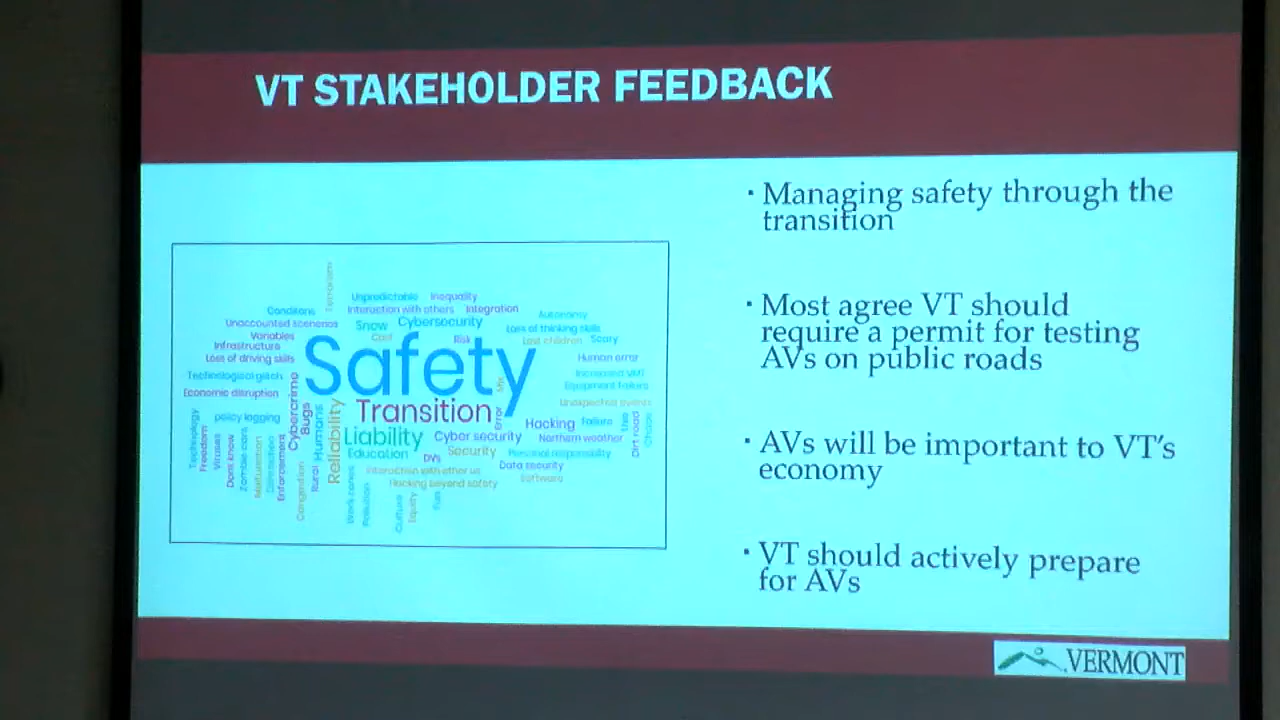 VT STAKEHOLDER FEEDBACK
Managing safety through the
transition
Most agree VT should
require a permit for testing
AVs on public roads
AVs will be important to VT's
economy
VT should actively prepare
for AVs
Unpredictable Inequality
Conditions Interaction with others Integration
Autonomy
Unaccounted scenarios Snow Cybersecurity
Loss of thinking skills
Variables Cost Risk Lost children Scary
Infrastructure
Safety
Loss of driving skills Human error
Technological glitch Increased VMT
Equipment failure
Economic disruption Cybercrime
Unexpected events
Transition Error
policy lagging Bugs Humans Reliability
Hacking Failure
Liability Cyber security Northern weather
Dirt road
Education DVs Security Personal responsibility
Interaction with other us Data security
Hacking beyond safety Software
Technology
Freedom
Viruses
Dont know
Zombie cars
Malfunction
Enforcement
Congestion
Rural
Work zones
Pollution
Culture
Equity
Fun
VERMONT